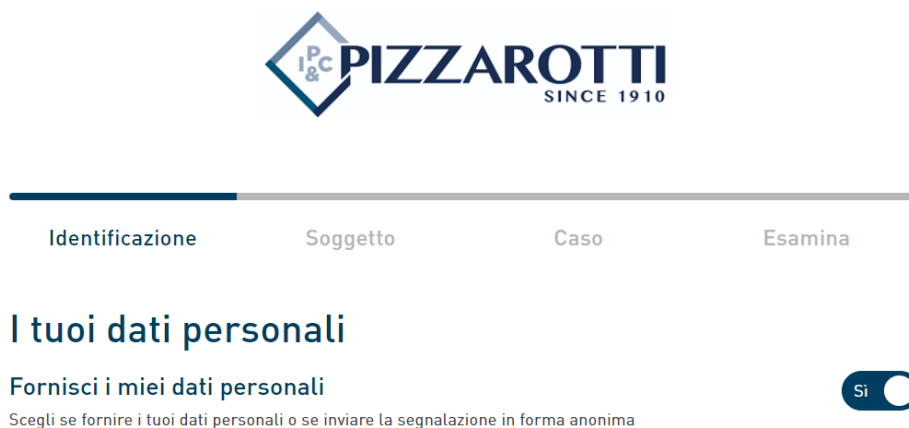 IPC& PIZZAROTTI
SINCE 1910
Identificazione Soggetto Caso Esamina
I tuoi dati personali
Fornisci i miei dati personali
Sì
Scegli se fornire i tuoi dati personali o se inviare la segnalazione in forma anonima